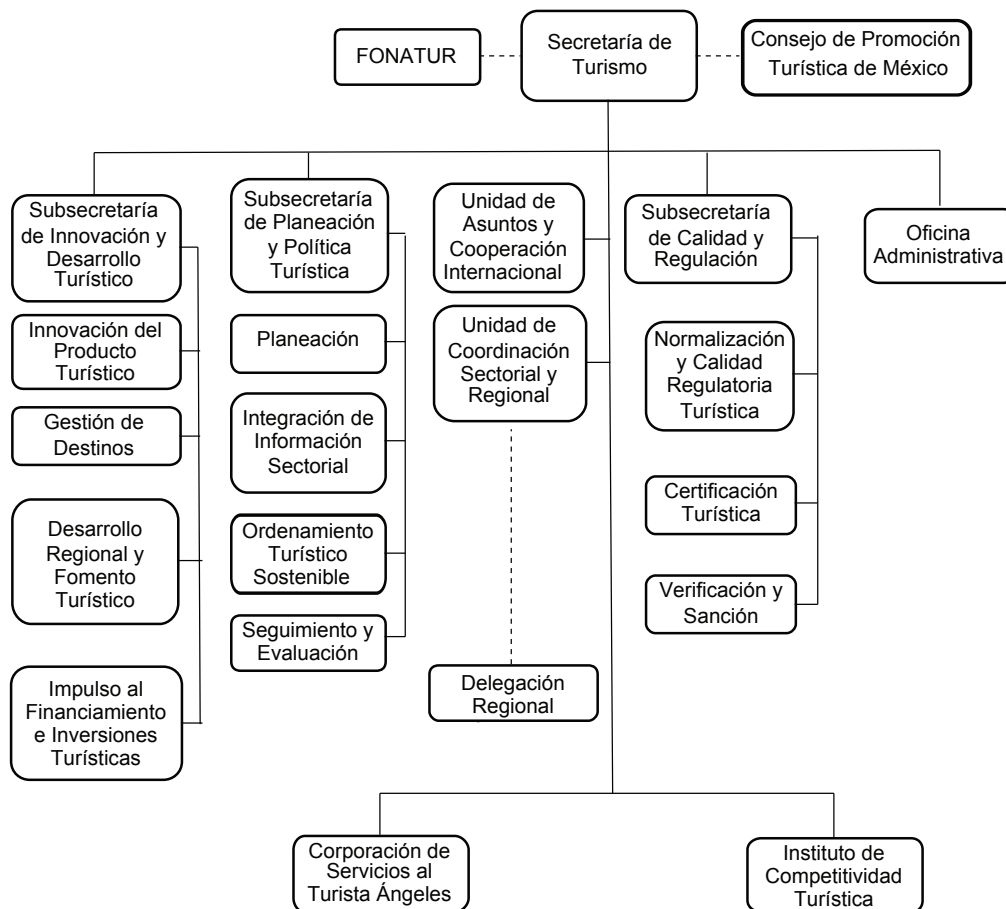 FONATUR
Secretaría de
Turismo
Consejo de Promoción
Turística de México
Subsecretaría
de Innovación y
Desarrollo
Turístico
Innovación del
Producto
Turístico
Gestión de
Destinos
Desarrollo
Regional y
Fomento
Turístico
Impulso al
Financiamiento
e Inversiones
Turísticas
Subsecretaría
de Planeación
y Política
Turística
Planeación
Integración de
Información
Sectorial
Ordenamiento
Turístico
Sostenible
Seguimiento y
Evaluación
Unidad de
Asuntos y
Cooperación
Internacional
Unidad de
Coordinación
Sectorial y
Regional
Delegación
Regional
Subsecretaría
de Calidad y
Regulación
Normalización
y Calidad
Regulatoria
Turística
Certificación
Turística
Verificación y
Sanción
Oficina
Administrativa
Corporación de
Servicios al
Turista Ángeles
Instituto de
Competitividad
Turística